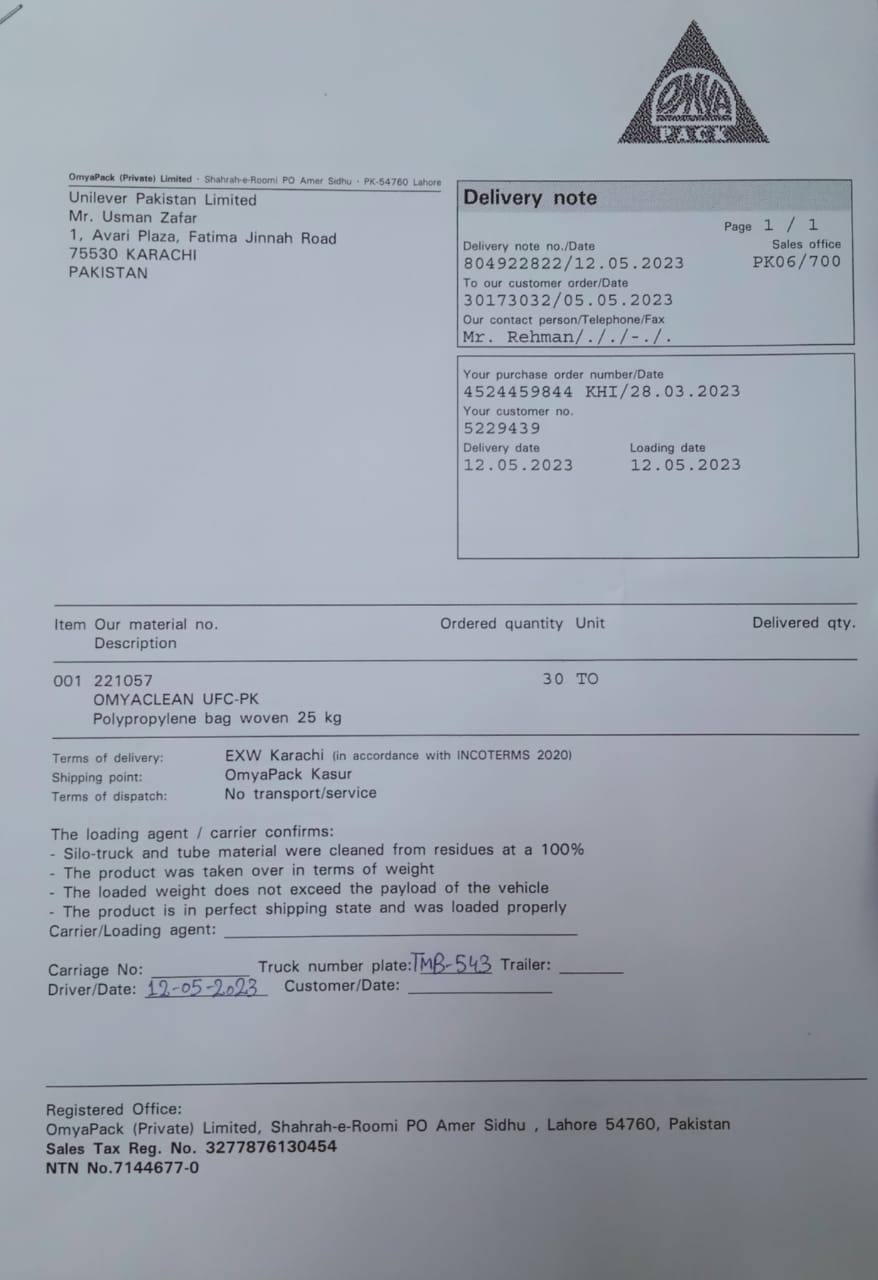 OMYA
PACK
OmyaPack (Private) Limited · Shahrah-e-Roomi PO Amer Sidhu · PK-54760 Lahore
Unilever Pakistan Limited
Mr. Usman Zafar
1, Avari Plaza, Fatima Jinnah Road
75530 KARACHI
PAKISTAN
Delivery note
Page 1 / 1
Delivery note no./Date Sales office
804922822/12.05.2023 PK06/700
To our customer order/Date
30173032/05.05.2023
Our contact person/Telephone/Fax
Mr. Rehman/././-./.
Your purchase order number/Date
4524459844 KHI/28.03.2023
Your customer no.
5229439
Delivery date Loading date
12.05.2023 12.05.2023
Item Our material no. Ordered quantity Unit Delivered qty.
Description
001 221057 30 TO
OMYACLEAN UFC-PK
Polypropylene bag woven 25 kg
Terms of delivery: EXW Karachi (in accordance with INCOTERMS 2020)
Shipping point: OmyaPack Kasur
Terms of dispatch: No transport/service
The loading agent / carrier confirms:
- Silo-truck and tube material were cleaned from residues at a 100%
- The product was taken over in terms of weight
- The loaded weight does not exceed the payload of the vehicle
- The product is in perfect shipping state and was loaded properly
Carrier/Loading agent:
Carriage No: Truck number plate: TMB-543 Trailer:
Driver/Date: 12-05-2023 Customer/Date:
Registered Office:
OmyaPack (Private) Limited, Shahrah-e-Roomi PO Amer Sidhu , Lahore 54760, Pakistan
Sales Tax Reg. No. 3277876130454
NTN No.7144677-0